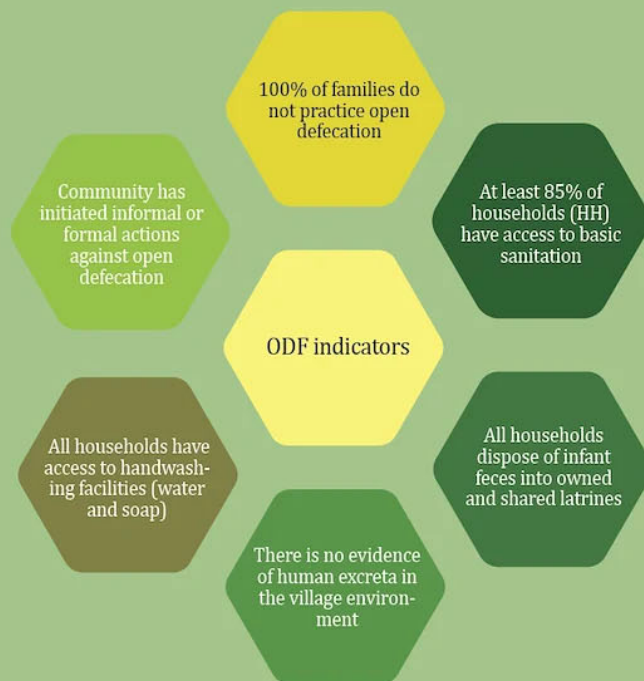 100% of families do
not practice open
defecation
Community has
initiated informal or
formal actions
against open
defecation
At least 85% of
households (HH)
have access to basic
sanitation
ODF indicators
All households have
access to handwash-
ing facilities (water
and soap)
All households
dispose of infant
feces into owned
and shared latrines
There is no evidence
of human excreta in
the village environ-
ment